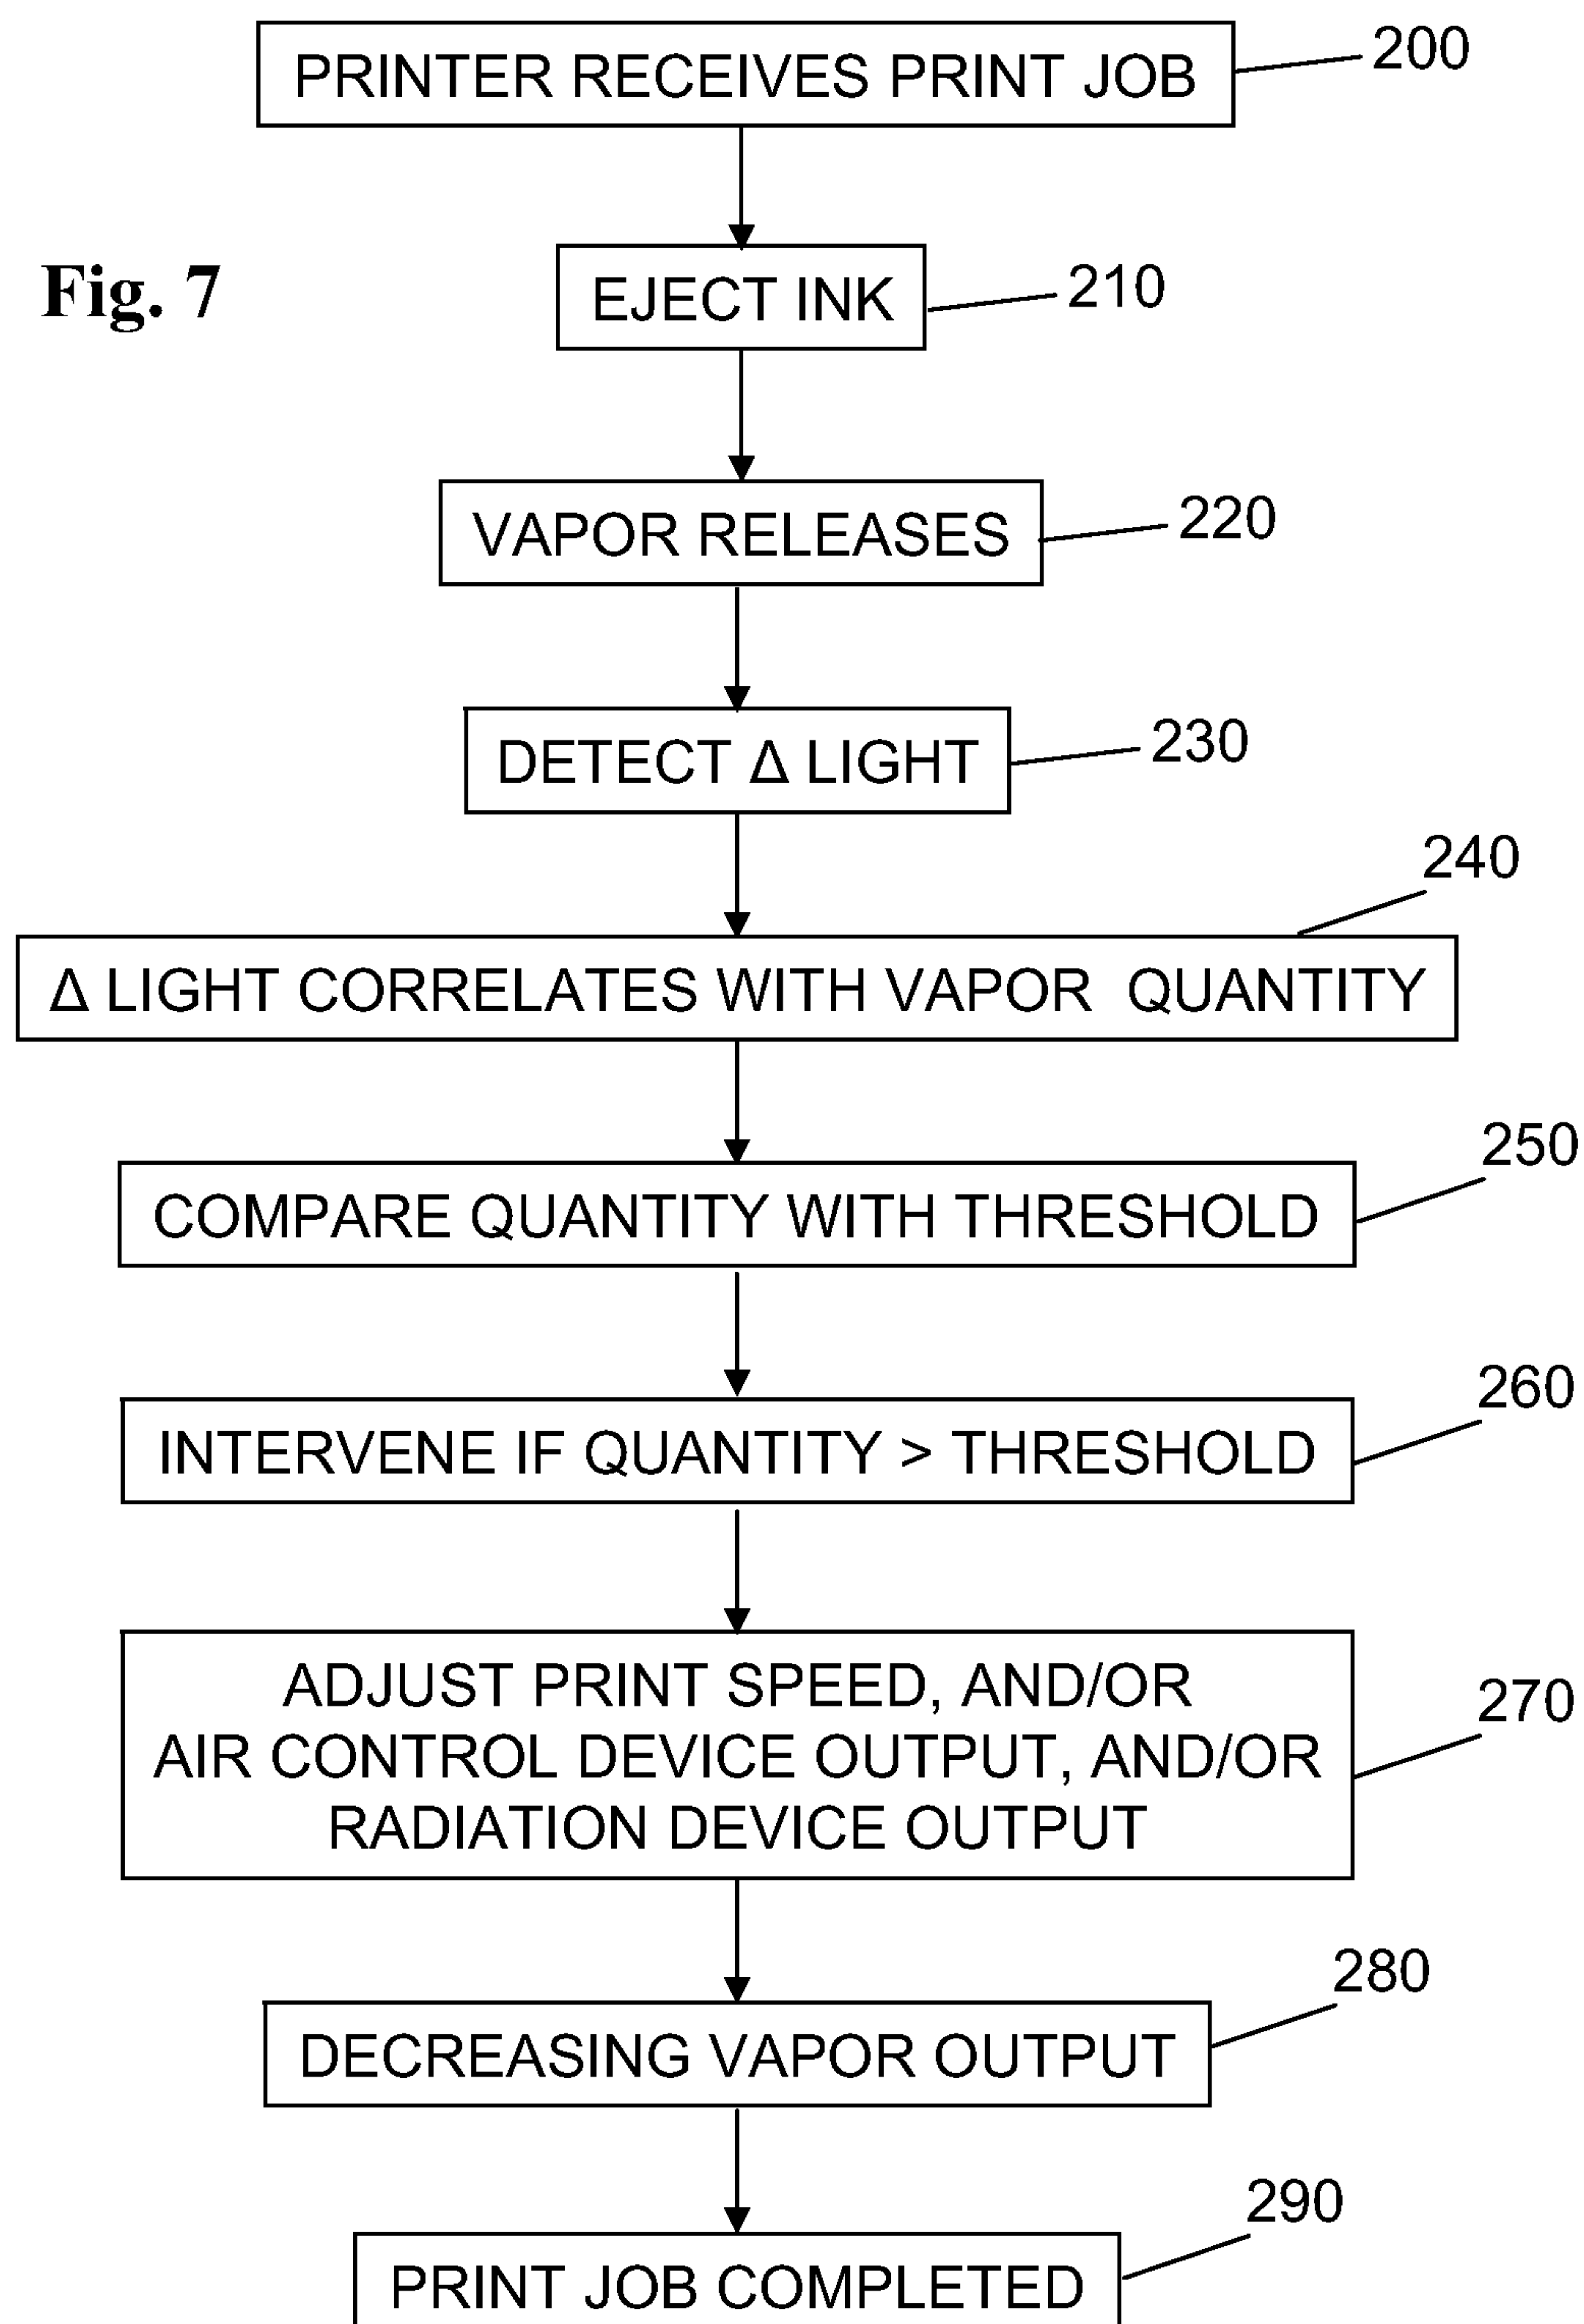 PRINTER RECEIVES PRINT JOB
200
Fig. 7
EJECT INK
210
VAPOR RELEASES
220
DETECT Δ LIGHT
230
240
Δ LIGHT CORRELATES WITH VAPOR QUANTITY
250
COMPARE QUANTITY WITH THRESHOLD
260
INTERVENE IF QUANTITY > THRESHOLD
ADJUST PRINT SPEED, AND/OR
AIR CONTROL DEVICE OUTPUT, AND/OR
RADIATION DEVICE OUTPUT
270
280
DECREASING VAPOR OUTPUT
290
PRINT JOB COMPLETED